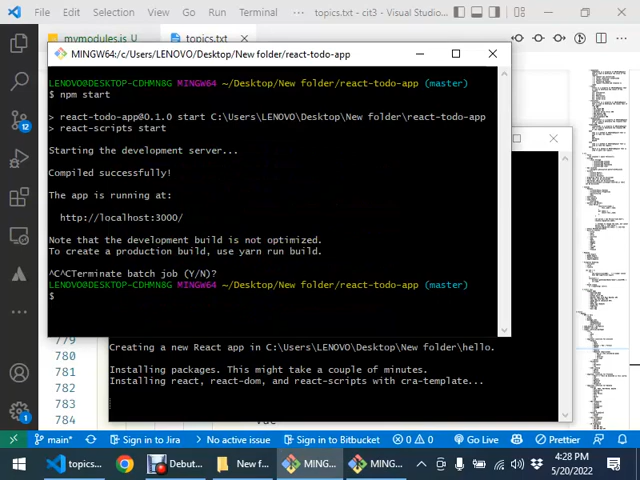 File Edit Selection View Go Run Terminal topics.txt - cit3 - Visual Studio...
mymodules.js topics.txt
MINGW64:/c/Users/LENOVO/Desktop/New folder/react-todo-app
LENOVO@DESKTOP-CDHMN8G MINGW64 ~/Desktop/New folder/react-todo-app (master)
$ npm start
> react-todo-app@0.1.0 start C:\Users\LENOVO\Desktop\New folder\react-todo-app
> react-scripts start
Starting the development server...
Compiled successfully!
The app is running at:
http://localhost:3000/
Note that the development build is not optimized.
To create a production build, use yarn run build.
^C^CTerminate batch job (Y/N)?
LENOVO@DESKTOP-CDHMN8G MINGW64 ~/Desktop/New folder/react-todo-app (master)
$
779
Creating a new React app in C:\Users\LENOVO\Desktop\New folder\hello.
780
781
Installing packages. This might take a couple of minutes.
782
Installing react, react-dom, and react-scripts with cra-template...
783
784
main* Sign in to Jira No active issue Sign in to Bitbucket 0 0 Go Live Prettier
topics... Debut... New f... MING... MING... 4:28 PM
5/20/2022